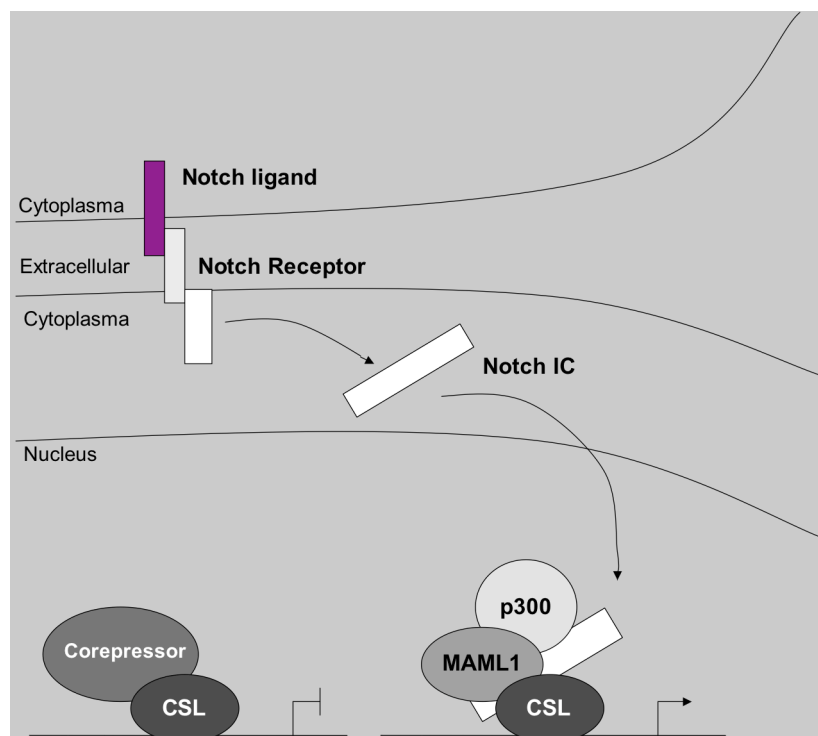 Notch ligand
Cytoplasma
Extracellular
Notch Receptor
Cytoplasma
Notch IC
Nucleus
p300
Corepressor
MAML1
CSL
CSL